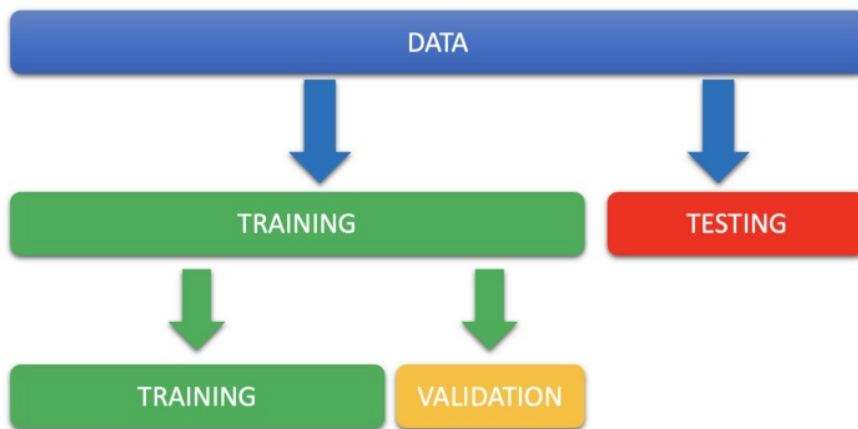 DATA
TRAINING
TESTING
TRAINING
VALIDATION